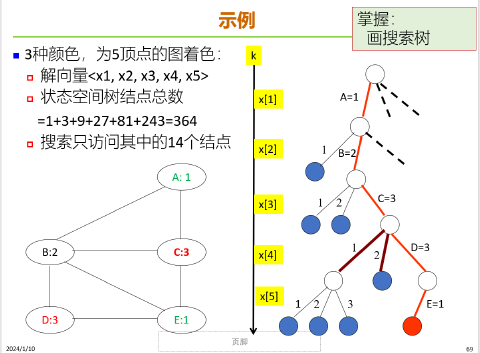 示例
掌握：
画搜索树
3种颜色，为5顶点的图着色：
解向量<x1, x2, x3, x4, x5>
状态空间树结点总数
=1+3+9+27+81+243=364
搜索只访问其中的14个结点
A: 1
B:2
C:3
D:3
E:1
k
x[1]
x[2]
x[3]
x[4]
x[5]
A=1
1
B=2
1
2
C=3
1
2
D=3
1
2
3
E=1
2024/1/10
页脚
69